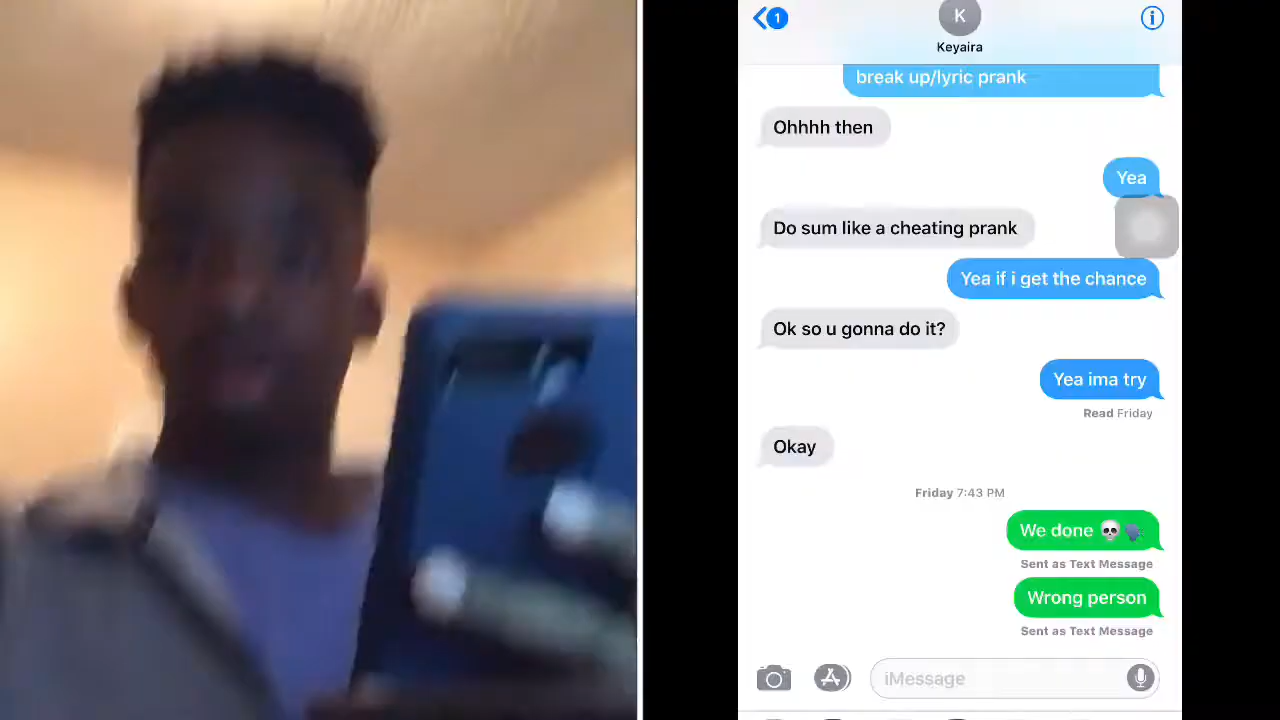 1
K
Keyaira
break up/lyric prank
Ohhhh then
Yea
Do sum like a cheating prank
Yea if i get the chance
Ok so u gonna do it?
Yea ima try
Read Friday
Okay
Friday 7:43 PM
We done 💀🗣
Sent as Text Message
Wrong person
Sent as Text Message
iMessage